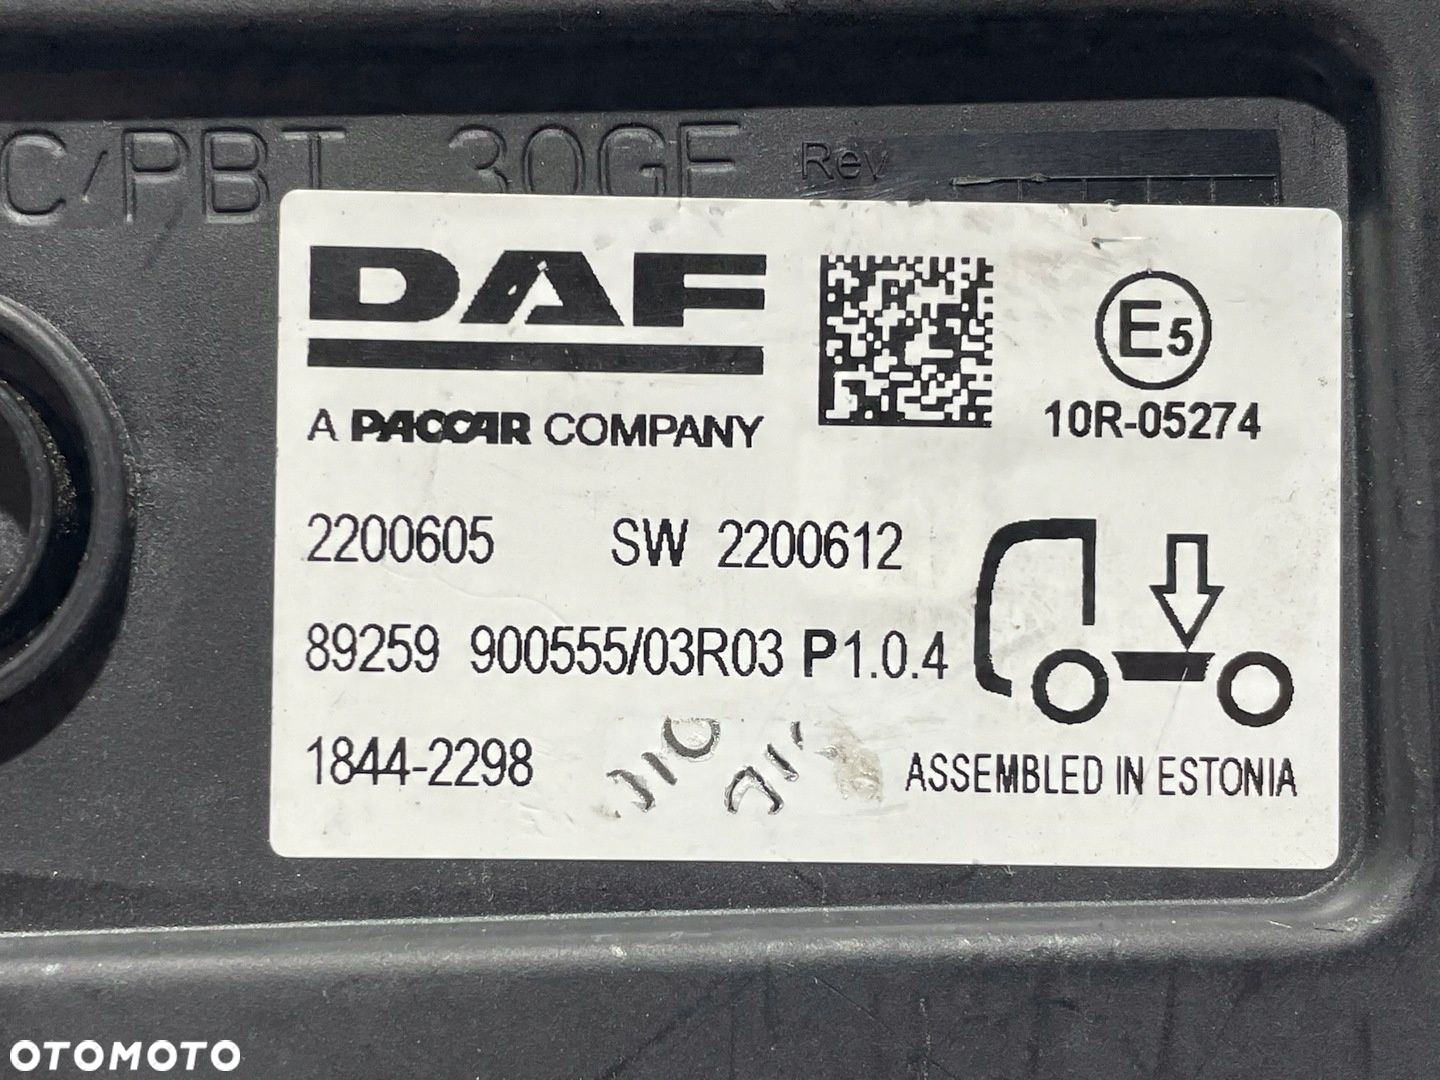 C/PBT 30GF Rev
DAF
A PACCAR COMPANY
E5
10R-05274
2200605 SW 2200612
89259 900555/03R03 P1.0.4
1844-2298
ASSEMBLED IN ESTONIA
OTOMOTO